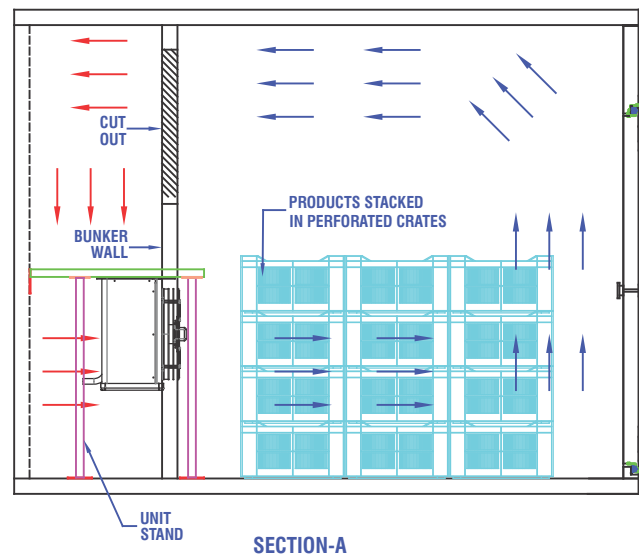 CUT
OUT
PRODUCTS STACKED
IN PERFORATED CRATES
BUNKER
WALL
UNIT
STAND
SECTION-A